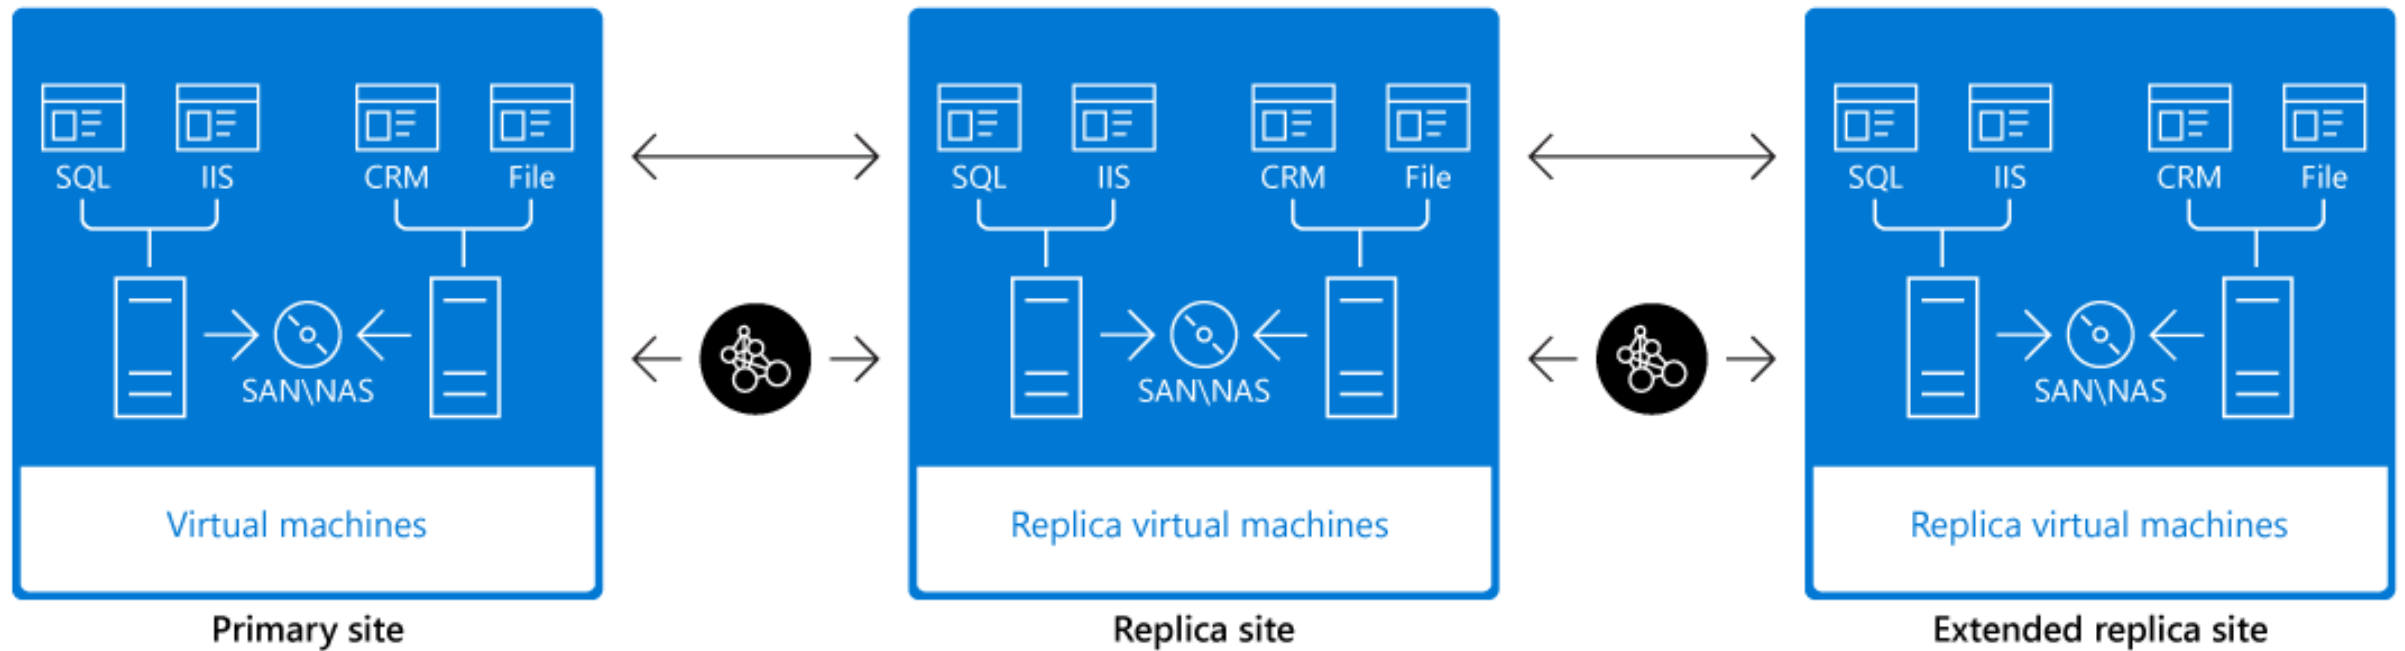 SQL IIS CRM File
SQL IIS CRM File
SQL IIS CRM File
SAN\NAS
SAN\NAS
SAN\NAS
Virtual machines
Replica virtual machines
Replica virtual machines
Primary site
Replica site
Extended replica site